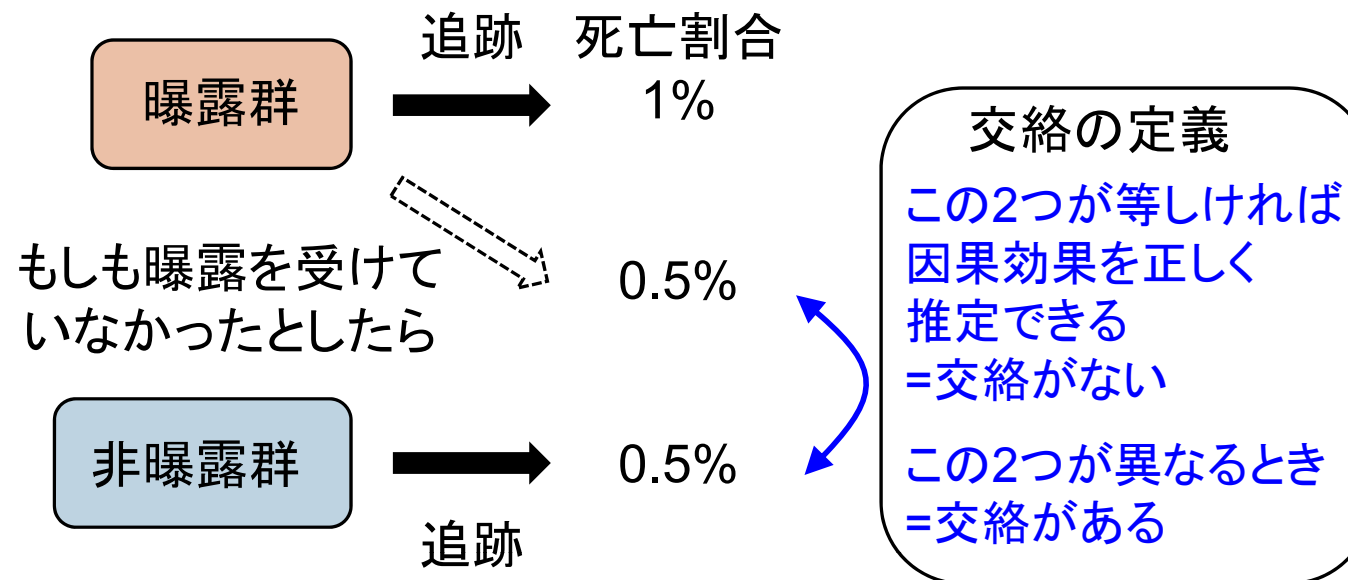 追跡
死亡割合
曝露群
1%
もしも曝露を受けて
いなかったとしたら
0.5%
非曝露群
0.5%
追跡
交絡の定義
この2つが等しければ
因果効果を正しく
推定できる
=交絡がない
この2つが異なるとき
=交絡がある